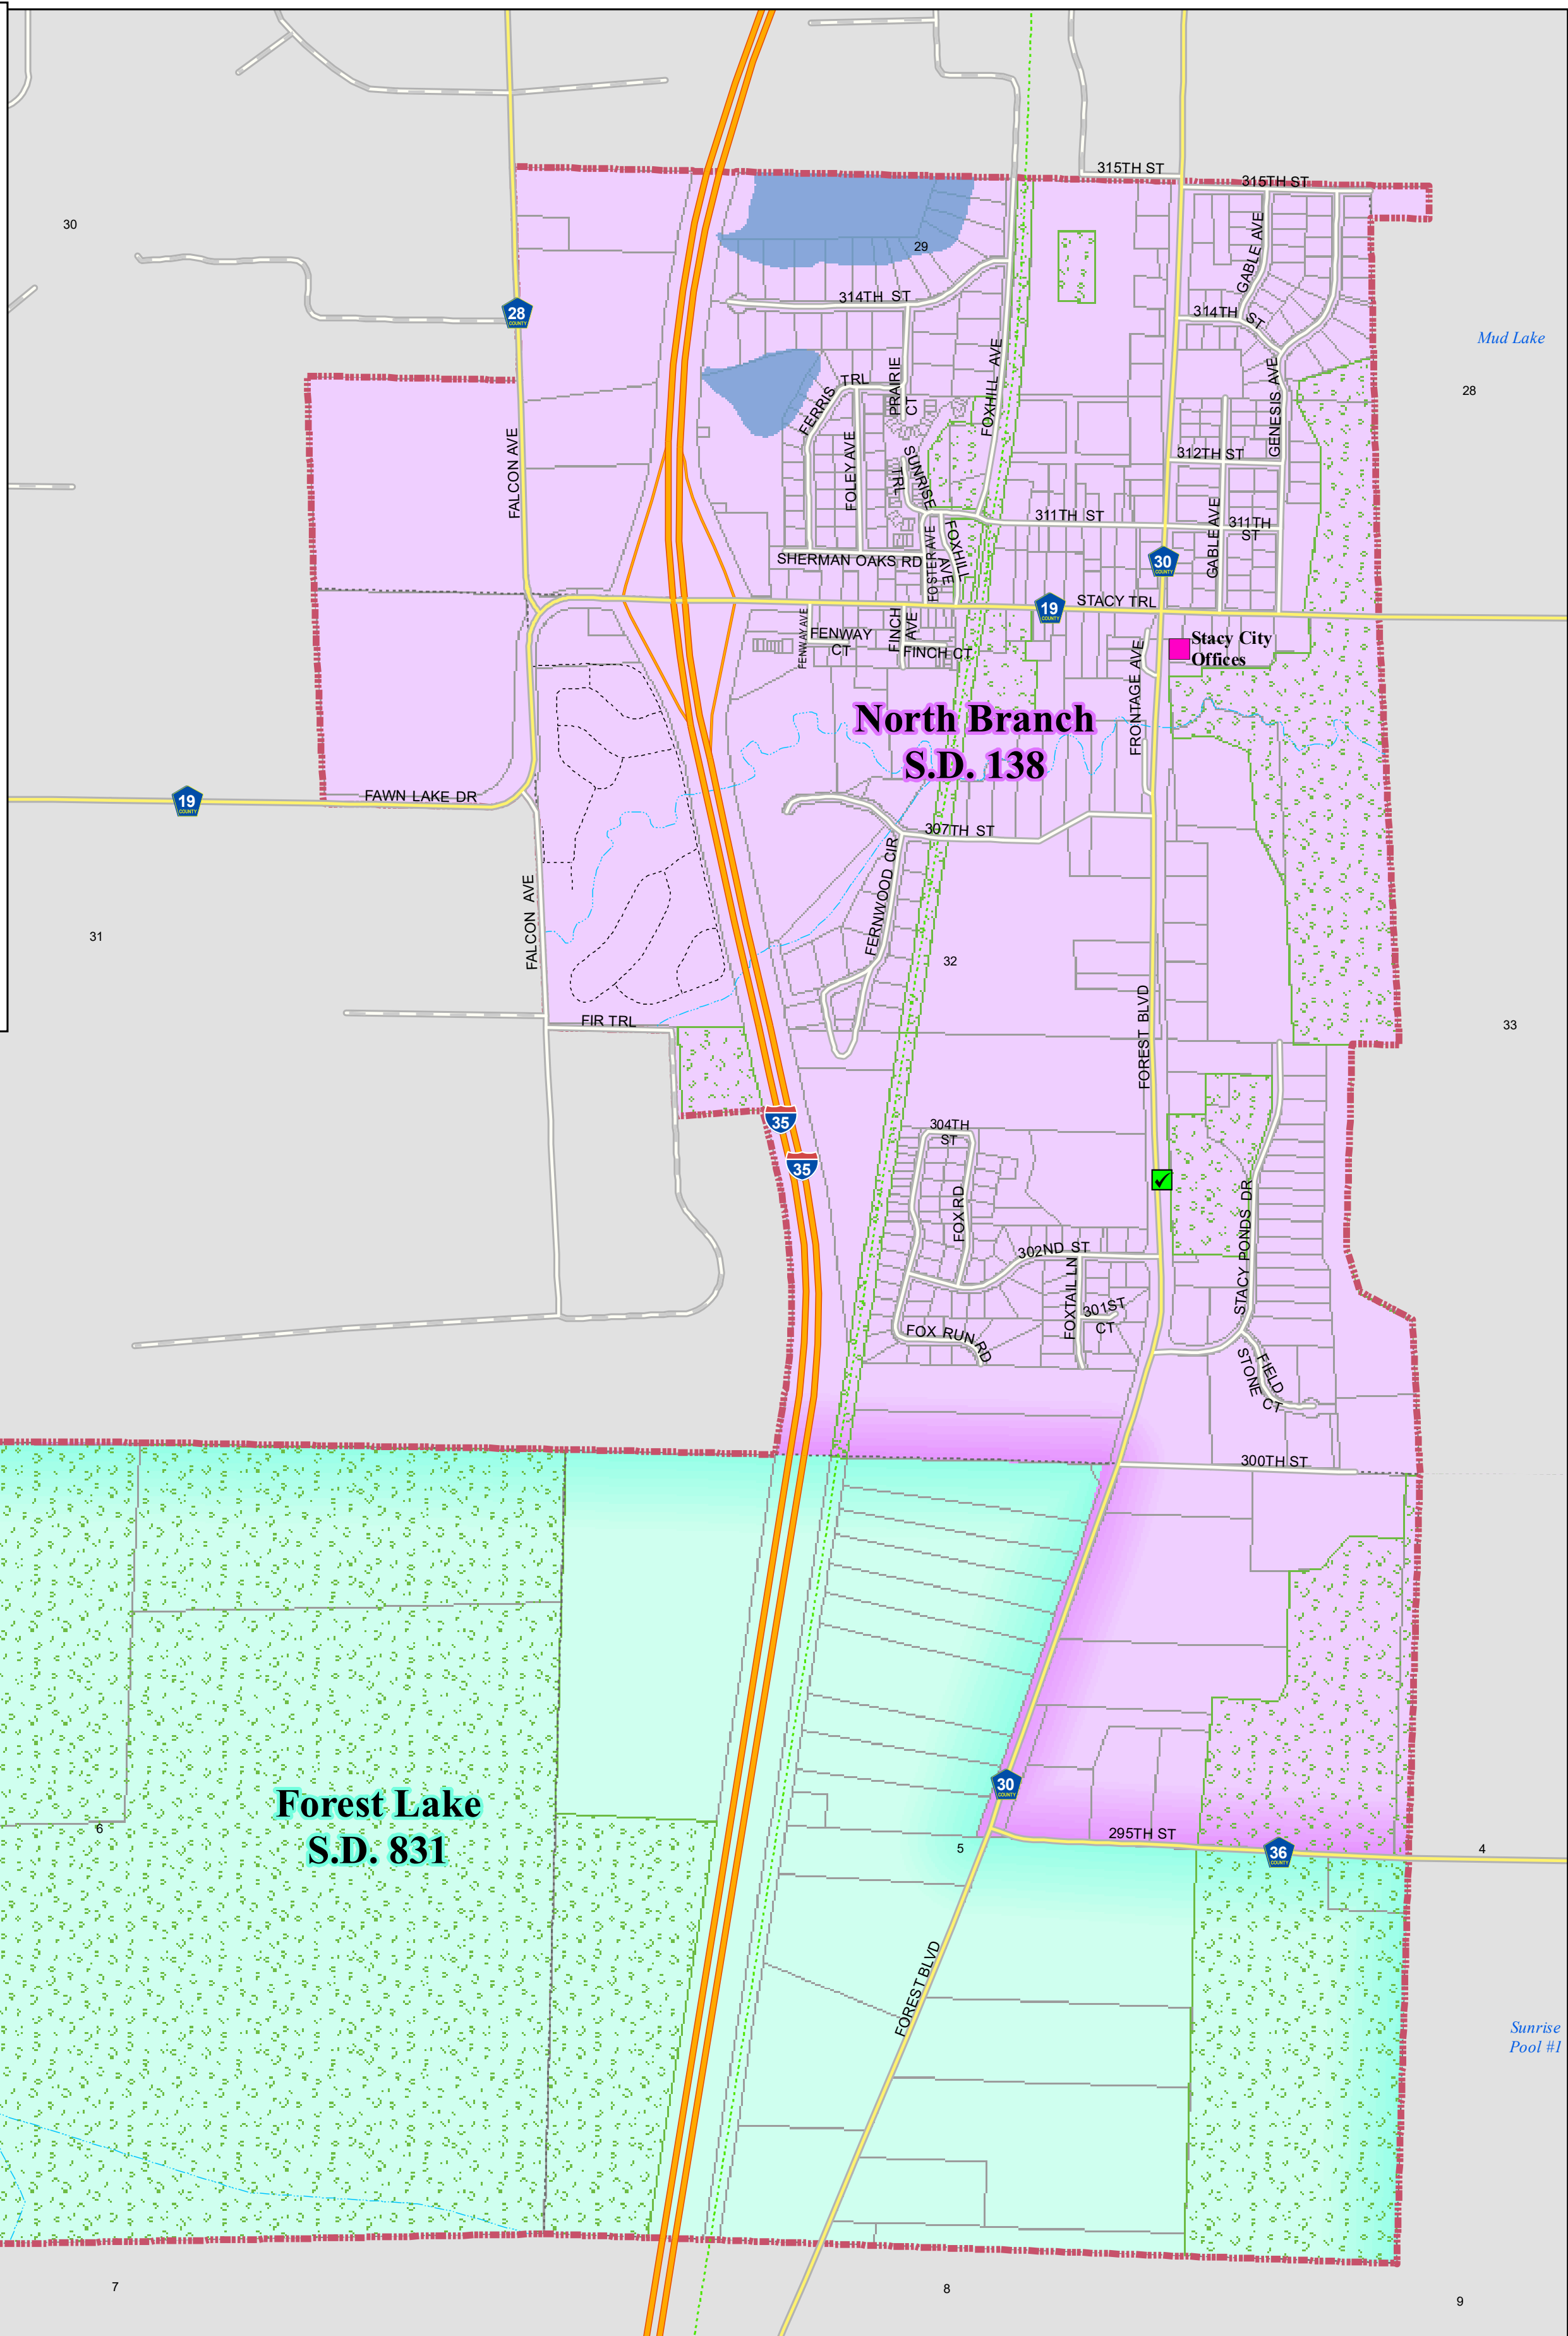 315TH ST
315TH ST
30
29
GABLE AVE
314TH ST
28
COUNTY
314TH ST
Mud Lake
FOXHILL AVE
PRAIRIE
CT
FERRIS TRL
28
GENESIS AVE
FALCON AVE
FOLEY AVE
SUNRISE
TRL
312TH ST
311TH ST
311TH
ST
GABLE AVE
FOSTER AVE
FOXHILL
AVE
SHERMAN OAKS RD
30
COUNTY
19
COUNTY
STACY TRL
FENWAY AVE
FENWAY
CT
FINCH
AVE
FINCH CT
FRONTAGE AVE
Stacy City
Offices
North Branch
S.D. 138
19
COUNTY
FAWN LAKE DR
307TH ST
FERNWOOD CIR
FALCON AVE
31
32
FOREST BLVD
33
FIR TRL
35
35
304TH
ST
FOX RD
STACY PONDS DR
302ND ST
FOXTAIL LN
301ST
CT
FOX RUN RD
FIELD
STONE
CT
300TH ST
Forest Lake
S.D. 831
30
COUNTY
6
5
295TH ST
36
COUNTY
4
FOREST BLVD
Sunrise
Pool #1
7
8
9